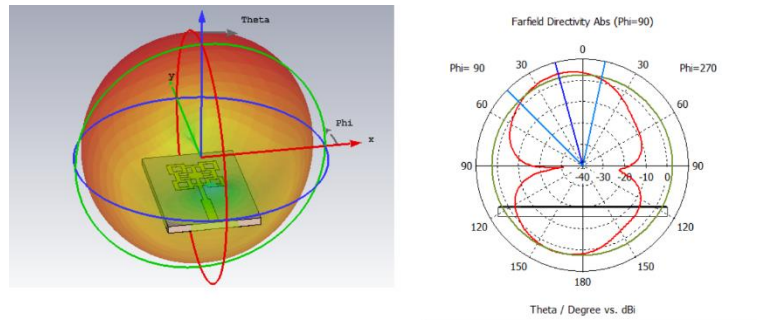 Theta
y
Phi
x
Farfield Directivity Abs (Phi=90)
0
30 30
Phi= 90 Phi=270
60 60
90 -40 -30 -20 -10 0 90
120 120
150 150
180
Theta / Degree vs. dBi